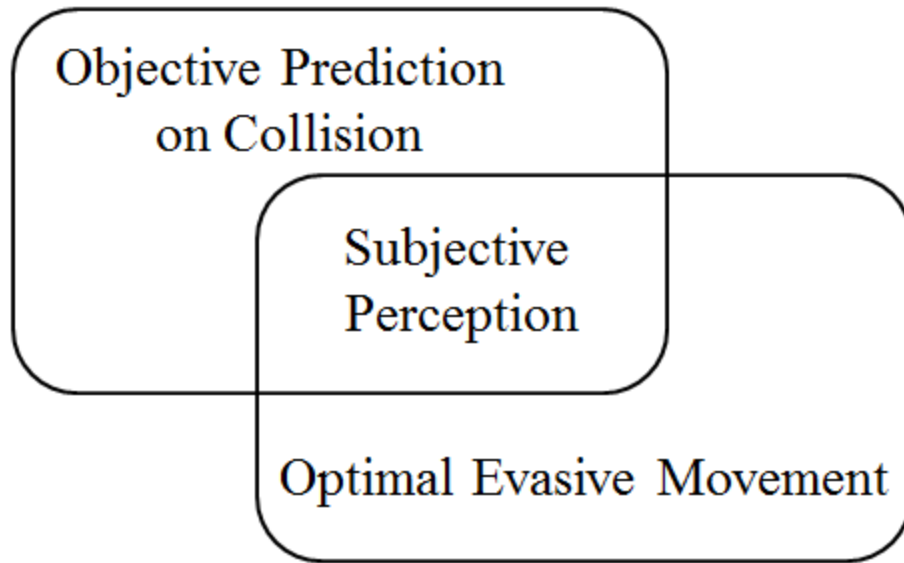 Objective Prediction
on Collision
Subjective
Perception
Optimal Evasive Movement